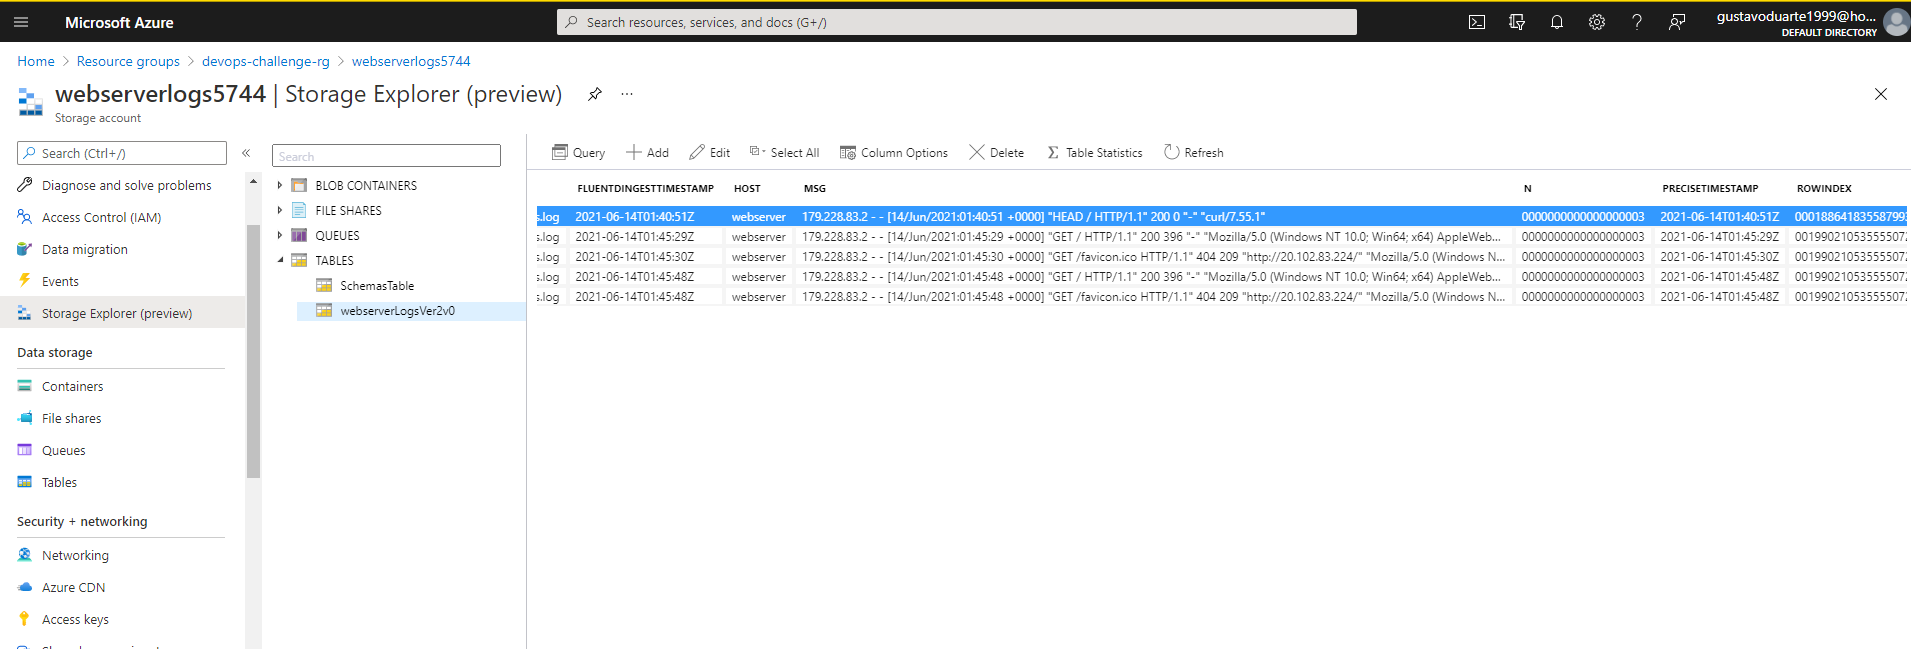 Microsoft Azure
Search resources, services, and docs (G+/)
gustavoduarte1999@ho...
DEFAULT DIRECTORY
Home > Resource groups > devops-challenge-rg > webserverlogs5744
webserverlogs5744 | Storage Explorer (preview) ...
Storage account
Search (Ctrl+/) «
Diagnose and solve problems
Access Control (IAM)
Data migration
Events
Storage Explorer (preview)
Data storage
Containers
File shares
Queues
Tables
Security + networking
Networking
Azure CDN
Access keys
Search
BLOB CONTAINERS
FILE SHARES
QUEUES
TABLES
SchemasTable
webserverLogsVer2v0
Query Add Edit Select All Column Options Delete Table Statistics Refresh
FLUENTDINGESTTIMESTAMP HOST MSG N PRECISETIMESTAMP ROWINDEX
s.log 2021-06-14T01:40:51Z webserver 179.228.83.2 - - [14/Jun/2021:01:40:51 +0000] "HEAD / HTTP/1.1" 200 0 "-" "curl/7.55.1" 0000000000000000003 2021-06-14T01:40:51Z 000188641835587993
s.log 2021-06-14T01:45:29Z webserver 179.228.83.2 - - [14/Jun/2021:01:45:29 +0000] "GET / HTTP/1.1" 200 396 "-" "Mozilla/5.0 (Windows NT 10.0; Win64; x64) AppleWeb... 0000000000000000003 2021-06-14T01:45:29Z 001990210535555072
s.log 2021-06-14T01:45:30Z webserver 179.228.83.2 - - [14/Jun/2021:01:45:30 +0000] "GET /favicon.ico HTTP/1.1" 404 209 "http://20.102.83.224/" "Mozilla/5.0 (Windows N... 0000000000000000003 2021-06-14T01:45:30Z 001990210535555072
s.log 2021-06-14T01:45:48Z webserver 179.228.83.2 - - [14/Jun/2021:01:45:48 +0000] "GET / HTTP/1.1" 200 396 "-" "Mozilla/5.0 (Windows NT 10.0; Win64; x64) AppleWeb... 0000000000000000003 2021-06-14T01:45:48Z 001990210535555072
s.log 2021-06-14T01:45:48Z webserver 179.228.83.2 - - [14/Jun/2021:01:45:48 +0000] "GET /favicon.ico HTTP/1.1" 404 209 "http://20.102.83.224/" "Mozilla/5.0 (Windows N... 0000000000000000003 2021-06-14T01:45:48Z 001990210535555072